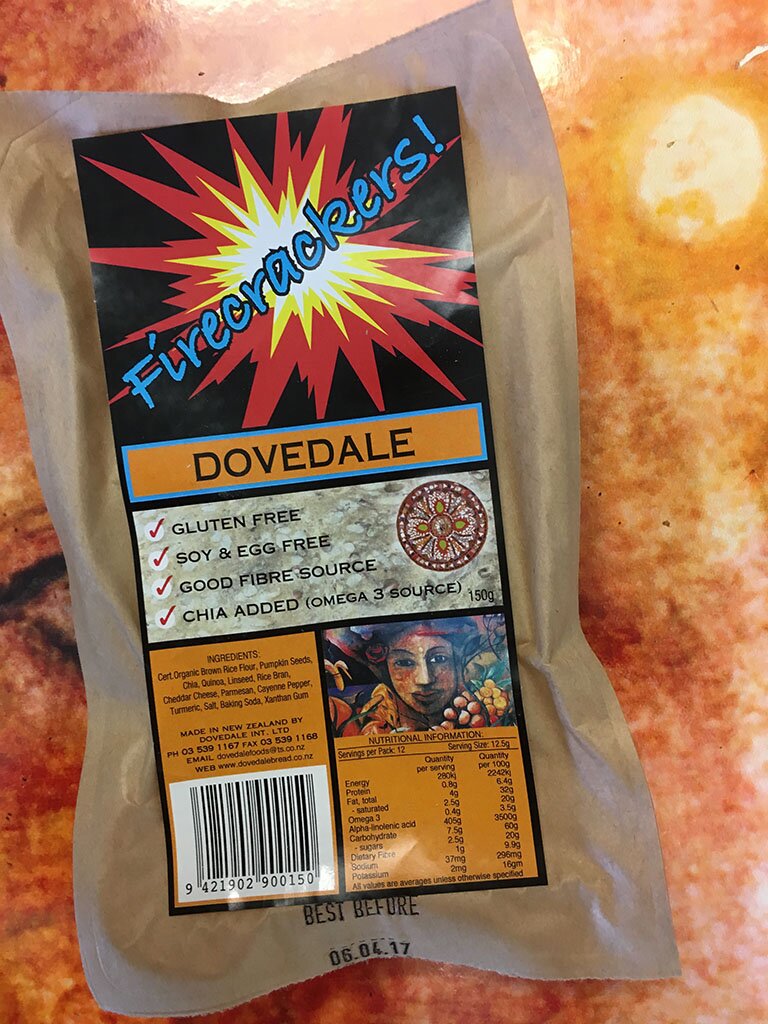 Firecrackers!
DOVEDALE
GLUTEN FREE
SOY & EGG FREE
GOOD FIBRE SOURCE
CHIA ADDED (OMEGA 3 SOURCE)
150g
INGREDIENTS:
Cert.Organic Brown Rice Flour, Pumpkin Seeds,
Chia, Quinoa, Linseed, Rice Bran,
Cheddar Cheese, Parmesan, Cayenne Pepper,
Turmeric, Salt, Baking Soda, Xanthan Gum
MADE IN NEW ZEALAND BY
DOVEDALE INT. LTD
PH 03 539 1167 FAX 03 539 1168
EMAIL dovedalefoods@ts.co.nz
WEB www.dovedalebread.co.nz
9 421902 900150
NUTRITIONAL INFORMATION:
Servings per Pack: 12 Serving Size: 12.5g
Quantity Quantity
per serving per 100g
Energy 280kj 2242kj
Protein 0.8g 6.4g
Fat, total 4g 32g
- saturated 2.5g 20g
Omega 3 0.4g 3.5g
Alpha-linolenic acid 405g 3500g
Carbohydrate 7.5g 60g
- sugars 2.5g 20g
Dietary Fibre 1g 9.9g
Sodium 37mg 296mg
Potassium 2mg 16gm
All values are averages unless otherwise specified
BEST BEFORE
06.04.17